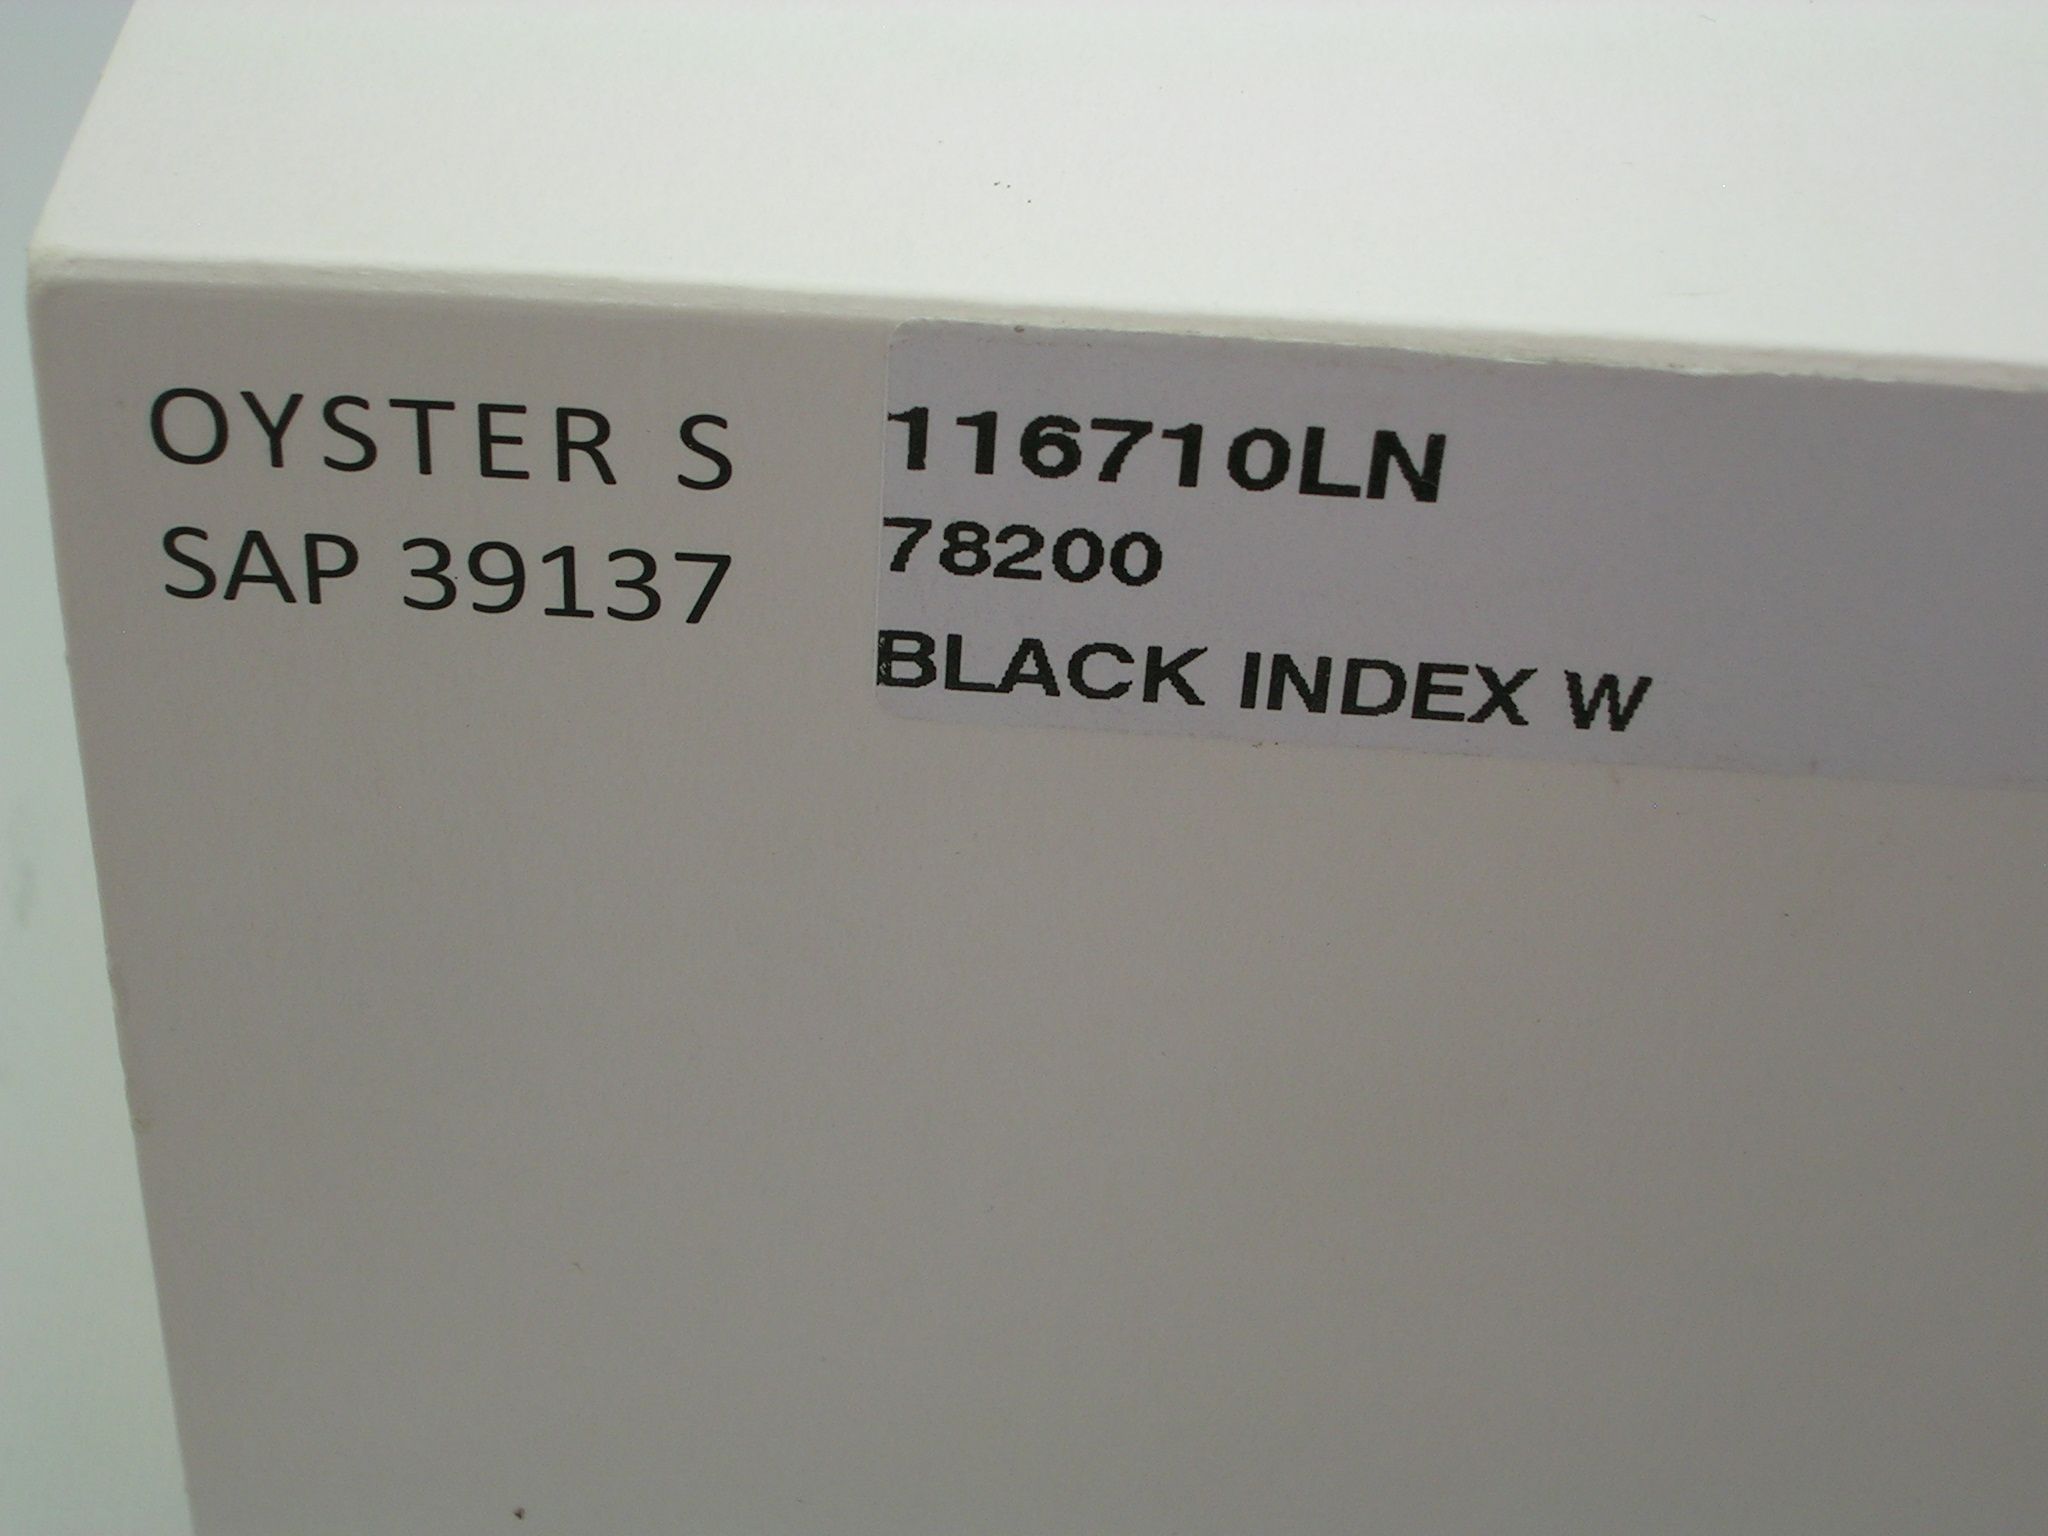 OYSTER S
SAP 39137
116710LN
78200
BLACK INDEX W